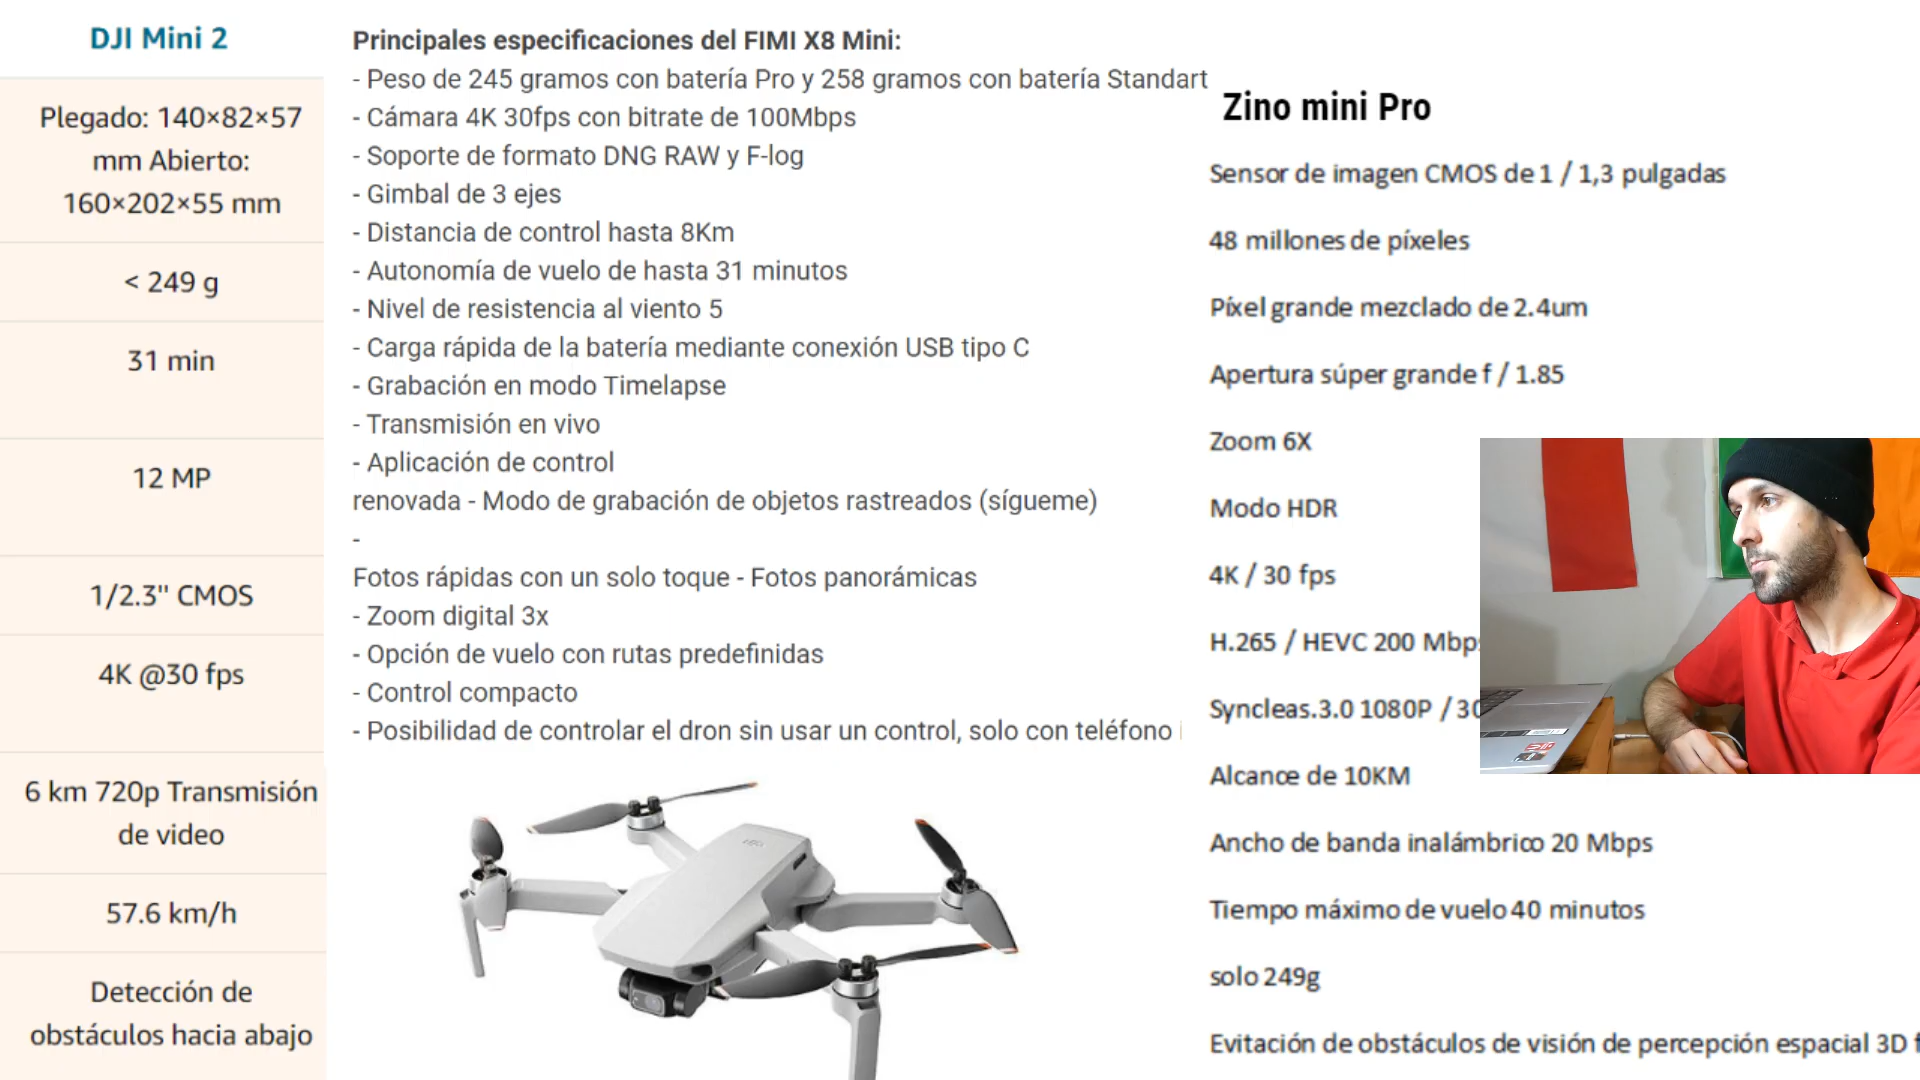 DJI Mini 2
Plegado: 140×82×57
mm Abierto:
160×202×55 mm
< 249 g
31 min
12 MP
1/2.3" CMOS
4K @30 fps
6 km 720p Transmisión
de video
57.6 km/h
Detección de
obstáculos hacia abajo
Principales especificaciones del FIMI X8 Mini:
- Peso de 245 gramos con batería Pro y 258 gramos con batería Standart
- Cámara 4K 30fps con bitrate de 100Mbps
- Soporte de formato DNG RAW y F-log
- Gimbal de 3 ejes
- Distancia de control hasta 8Km
- Autonomía de vuelo de hasta 31 minutos
- Nivel de resistencia al viento 5
- Carga rápida de la batería mediante conexión USB tipo C
- Grabación en modo Timelapse
- Transmisión en vivo
- Aplicación de control
renovada - Modo de grabación de objetos rastreados (sígueme)
-
Fotos rápidas con un solo toque - Fotos panorámicas
- Zoom digital 3x
- Opción de vuelo con rutas predefinidas
- Control compacto
- Posibilidad de controlar el dron sin usar un control, solo con teléfono
Zino mini Pro
Sensor de imagen CMOS de 1 / 1,3 pulgadas
48 millones de píxeles
Píxel grande mezclado de 2.4um
Apertura súper grande f / 1.85
Zoom 6X
Modo HDR
4K / 30 fps
H.265 / HEVC 200 Mbps
Syncleas.3.0 1080P / 30
Alcance de 10KM
Ancho de banda inalámbrico 20 Mbps
Tiempo máximo de vuelo 40 minutos
solo 249g
Evitación de obstáculos de visión de percepción espacial 3D